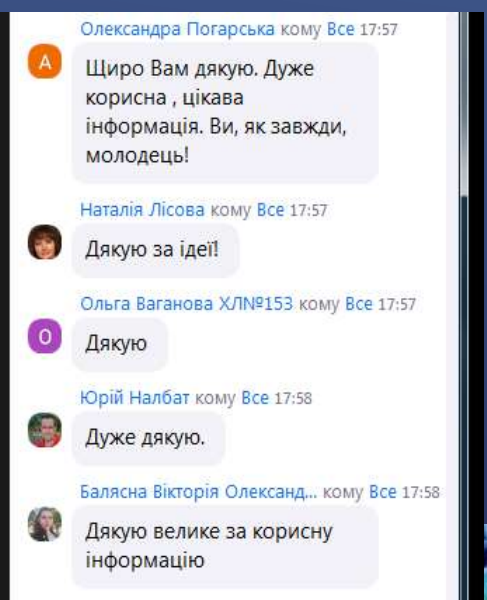 Олександра Погарська кому Все 17:57
А
Щиро Вам дякую. Дуже
корисна , цікава
інформація. Ви, як завжди,
молодець!
Наталія Лісова кому Все 17:57
Дякую за ідеї!
Ольга Ваганова ХЛ№153 кому Все 17:57
О
Дякую
Юрій Налбат кому Все 17:58
Дуже дякую.
Балясна Вікторія Олександ... кому Все 17:58
Дякую велике за корисну
інформацію